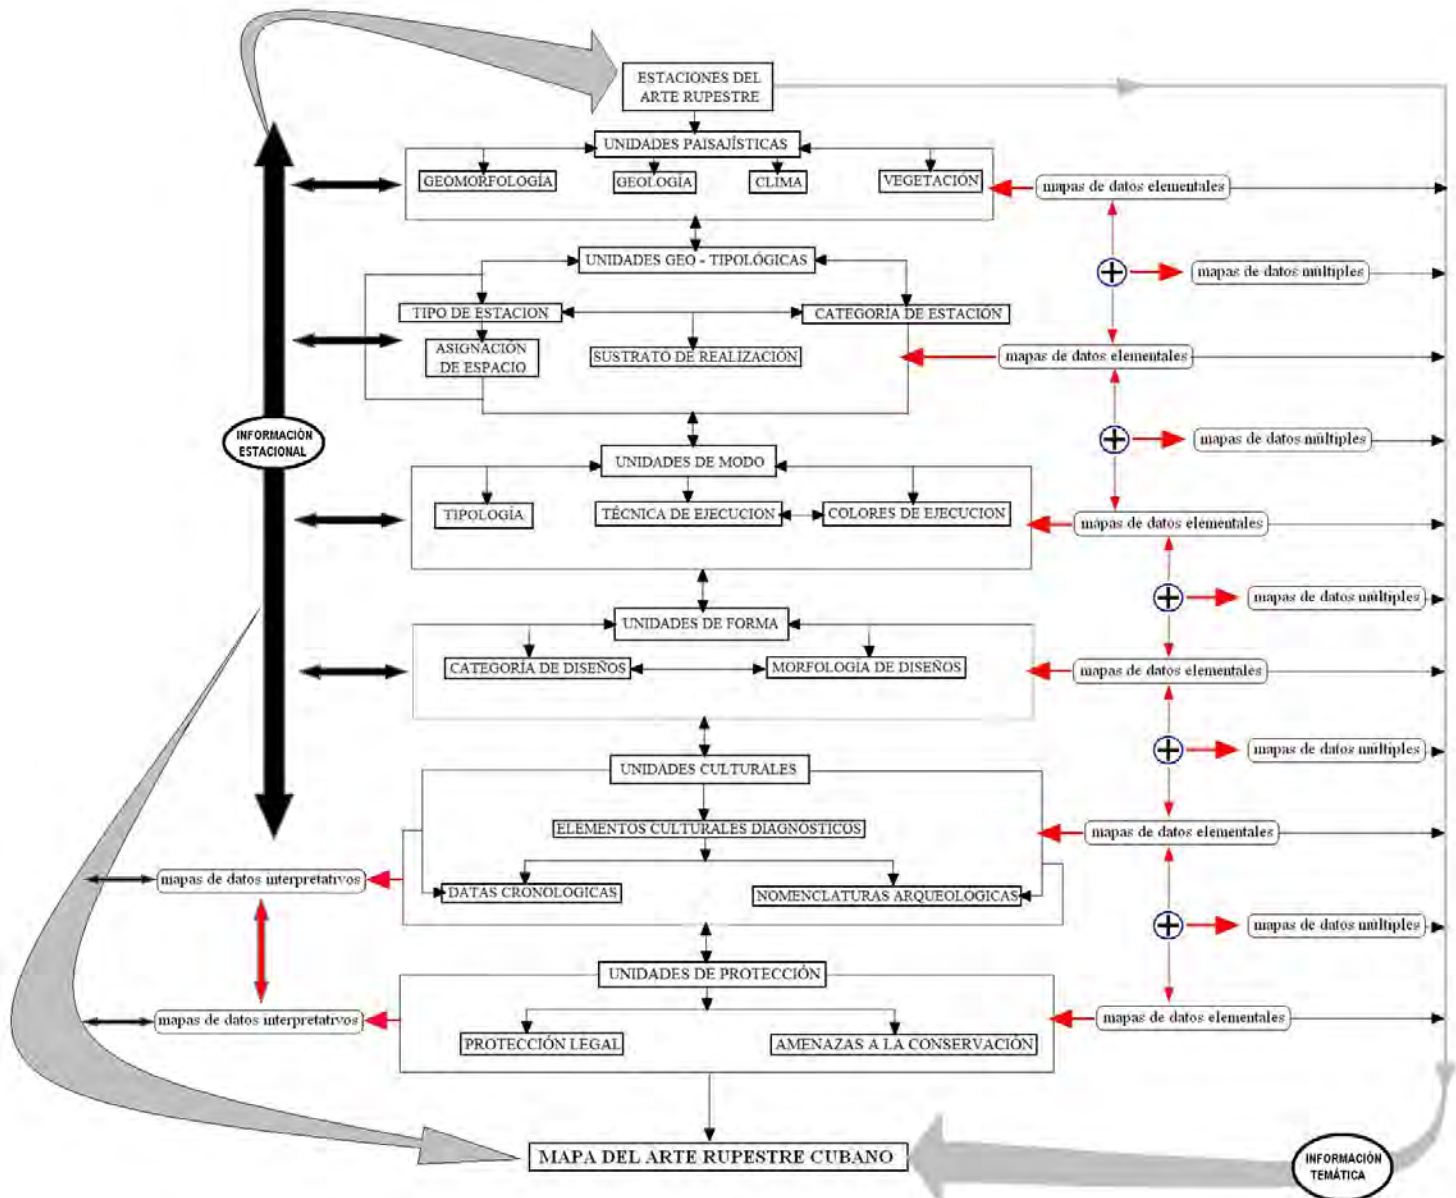 ESTACIONES DEL
ARTE RUPESTRE
UNIDADES PAISAJÍSTICAS
GEOMORFOLOGÍA
GEOLOGÍA
CLIMA
VEGETACIÓN
mapas de datos elementales
UNIDADES GEO - TIPOLÓGICAS
mapas de datos múltiples
TIPO DE ESTACION
CATEGORÍA DE ESTACIÓN
ASIGNACIÓN
DE ESPACIO
SUSTRATO DE REALIZACIÓN
mapas de datos elementales
INFORMACIÓN
ESTACIONAL
mapas de datos múltiples
UNIDADES DE MODO
TIPOLOGÍA
TÉCNICA DE EJECUCION
COLORES DE EJECUCION
mapas de datos elementales
mapas de datos múltiples
UNIDADES DE FORMA
CATEGORÍA DE DISEÑOS
MORFOLOGIA DE DISEÑOS
mapas de datos elementales
mapas de datos múltiples
UNIDADES CULTURALES
ELEMENTOS CULTURALES DIAGNÓSTICOS
mapas de datos elementales
mapas de datos interpretativos
DATAS CRONOLOGICAS
NOMENCLATURAS ARQUEOLÓGICAS
mapas de datos múltiples
UNIDADES DE PROTECCIÓN
mapas de datos interpretativos
mapas de datos elementales
PROTECCIÓN LEGAL
AMENAZAS A LA CONSERVACIÓN
MAPA DEL ARTE RUPESTRE CUBANO
INFORMACIÓN
TEMÁTICA